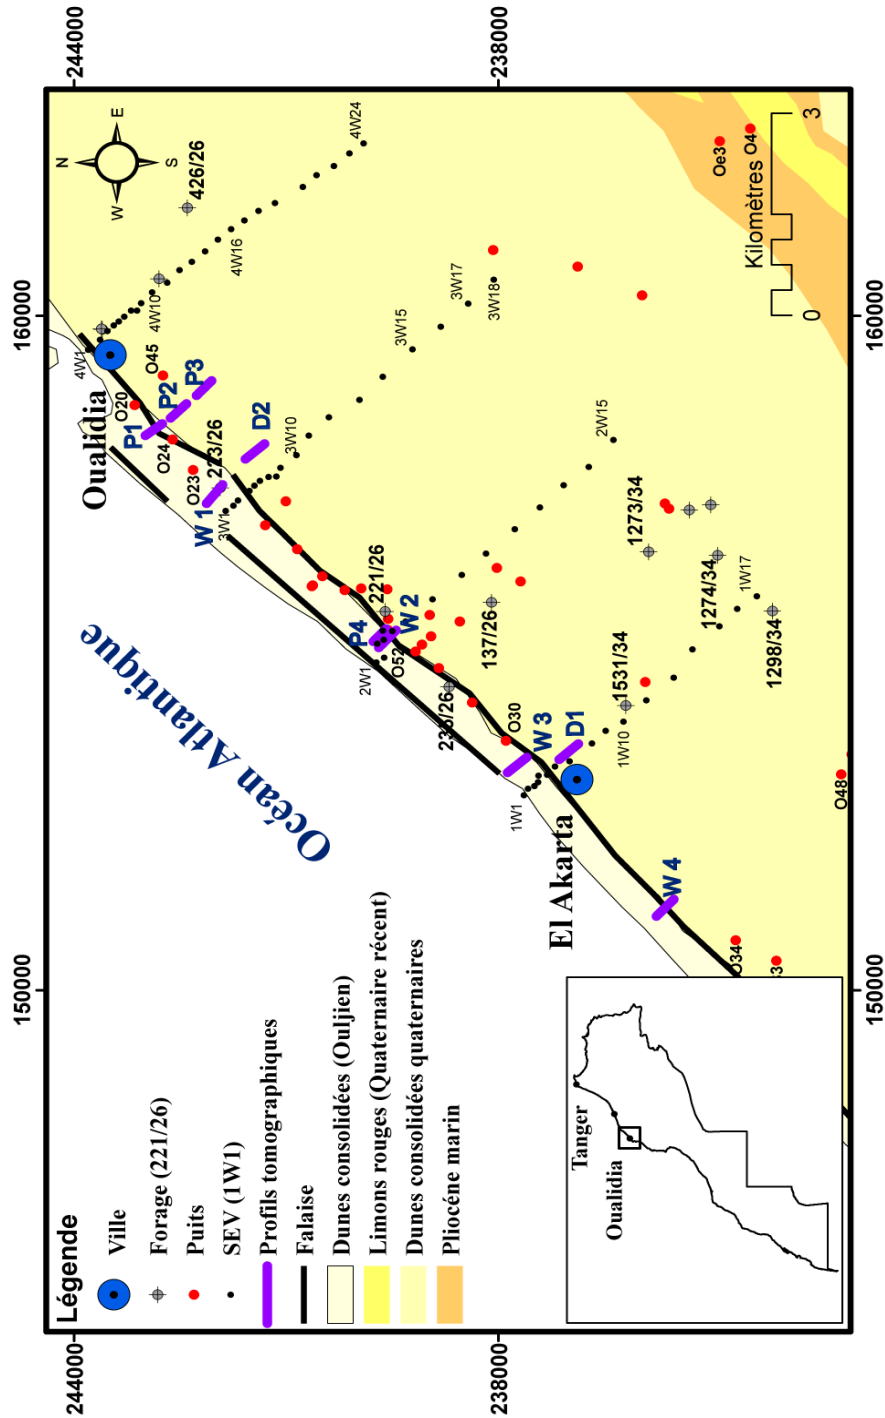 244000
238000
160000
150000
160000
150000
244000
238000
N
E
S
W
426/26
4W24
4W16
4W10
4W1
Oualidia
O20
O45
P1
P2
P3
O24
O23
223/26
W 1
3W1
D2
3W10
3W15
3W17
3W18
2W15
Oe3
O4
Kilomètres
0
3
Océan Atlantique
P4
221/26
W 2
2W1
O52
137/26
235/26
O30
W 3
D1
1W1
1W10
1531/34
1273/34
1274/34
1W17
1298/34
El Akarta
W 4
O48
O34
Légende
Ville
Forage (221/26)
Puits
SEV (1W1)
Profils tomographiques
Falaise
Dunes consolidées (Ouljien)
Limons rouges (Quaternaire récent)
Dunes consolidées quaternaires
Pliocéne marin
Tanger
Oualidia